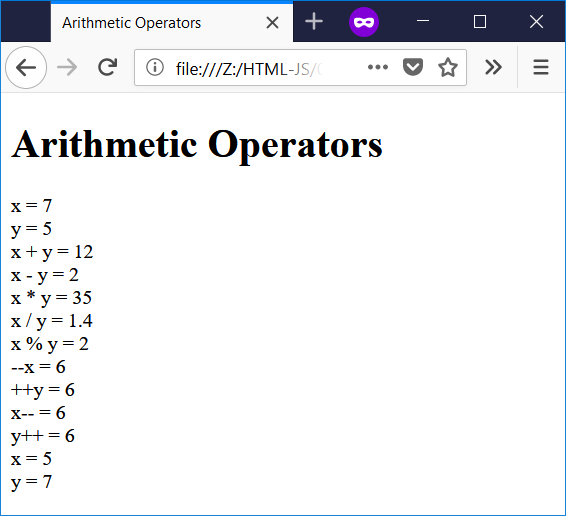 Arithmetic Operators
file:///Z:/HTML-JS/
Arithmetic Operators
x = 7
y = 5
x + y = 12
x - y = 2
x * y = 35
x / y = 1.4
x % y = 2
--x = 6
++y = 6
x-- = 6
y++ = 6
x = 5
y = 7